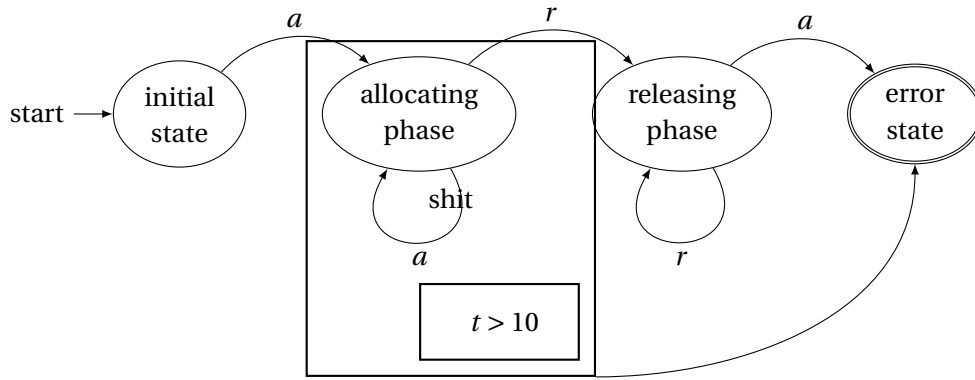 a
r
a
start
initial
state
allocating
phase
releasing
phase
error
state
shit
a
r
t > 10